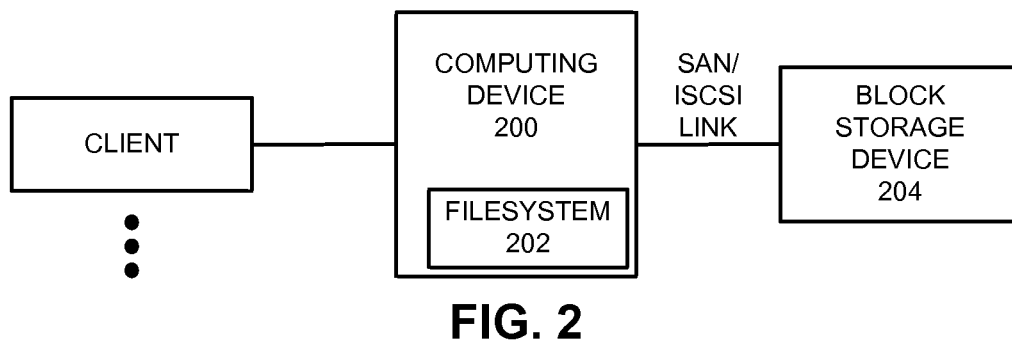 CLIENT
COMPUTING
DEVICE
200
FILESYSTEM
202
SAN/
ISCSI
LINK
BLOCK
STORAGE
DEVICE
204
FIG. 2